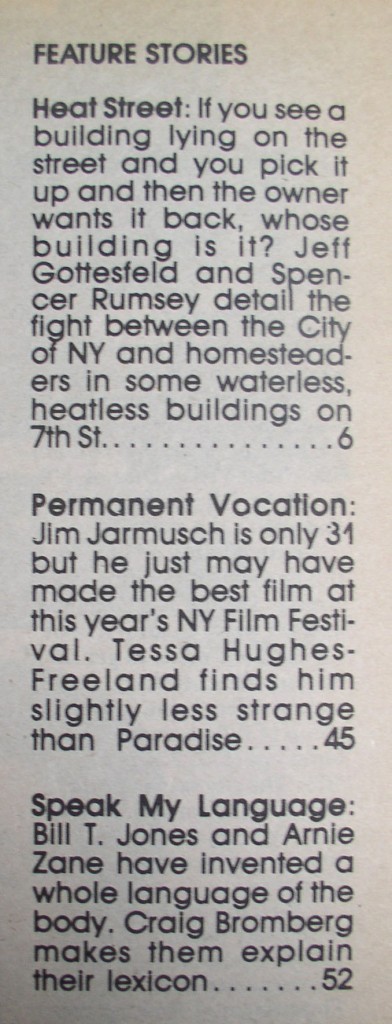 FEATURE STORIES
Heat Street: If you see a
building lying on the
street and you pick it
up and then the owner
wants it back, whose
building is it? Jeff
Gottesfeld and Spen-
cer Rumsey detail the
fight between the City
of NY and homestead-
ers in some waterless,
heatless buildings on
7th St................6
Permanent Vocation:
Jim Jarmusch is only 31
but he just may have
made the best film at
this year's NY Film Festi-
val. Tessa Hughes-
Freeland finds him
slightly less strange
than Paradise.....45
Speak My Language:
Bill T. Jones and Arnie
Zane have invented a
whole language of the
body. Craig Bromberg
makes them explain
their lexicon.......52